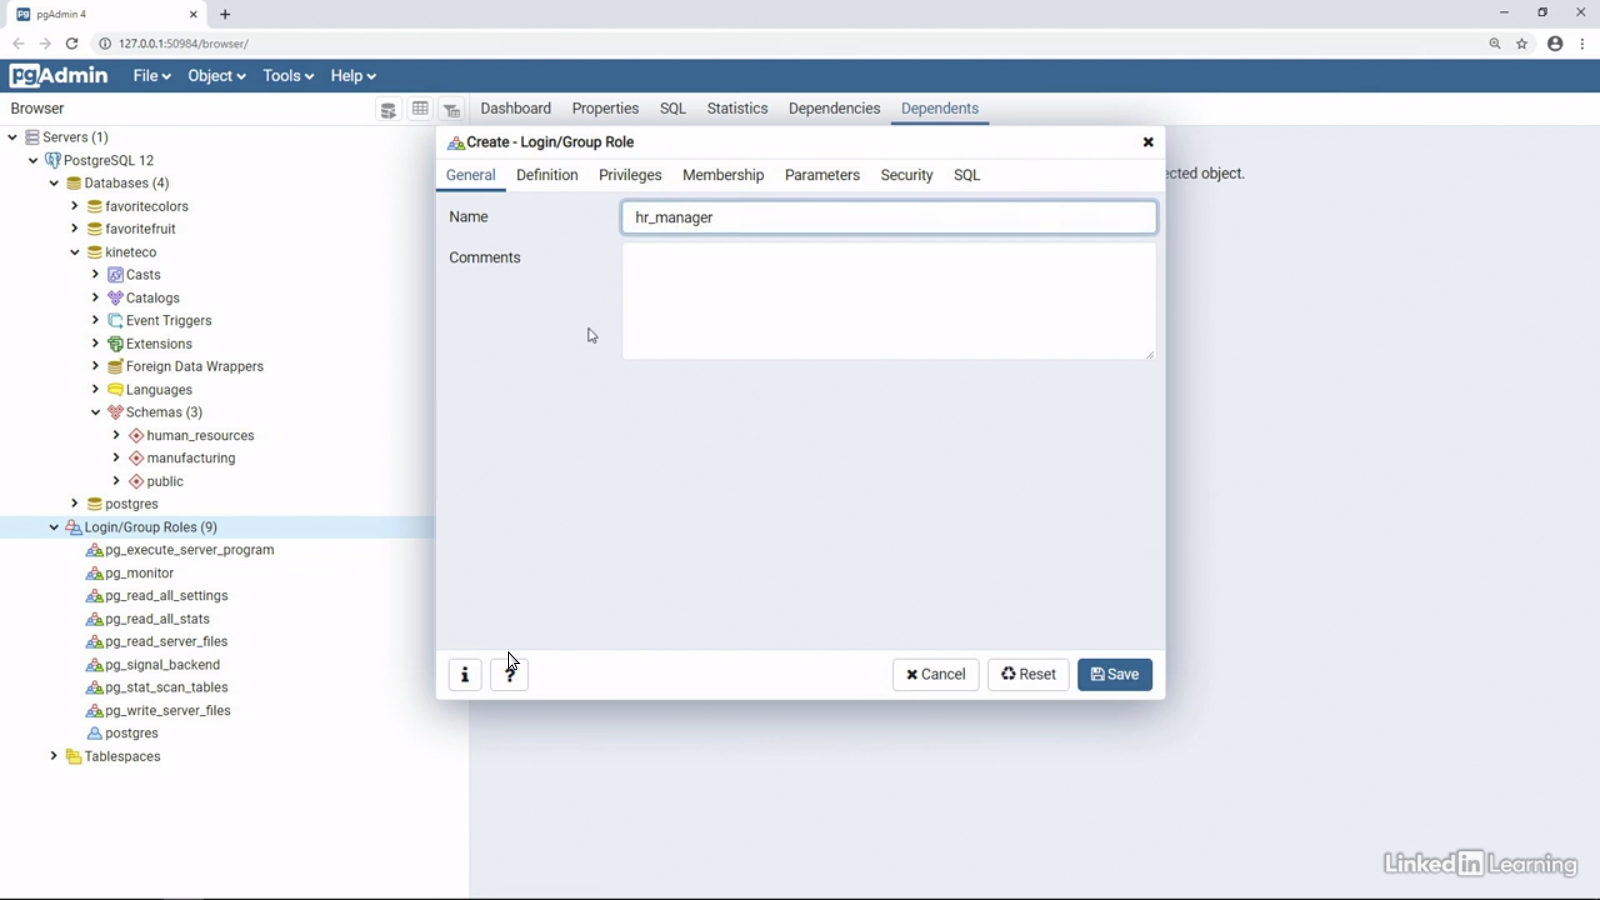 pgAdmin 4
127.0.0.1:50984/browser/
pgAdmin File Object Tools Help
Browser
Dashboard Properties SQL Statistics Dependencies Dependents
Servers (1)
PostgreSQL 12
Databases (4)
favoritecolors
favoritefruit
kineteco
Casts
Catalogs
Event Triggers
Extensions
Foreign Data Wrappers
Languages
Schemas (3)
human_resources
manufacturing
public
postgres
Login/Group Roles (9)
pg_execute_server_program
pg_monitor
pg_read_all_settings
pg_read_all_stats
pg_read_server_files
pg_signal_backend
pg_stat_scan_tables
pg_write_server_files
postgres
Tablespaces
Create - Login/Group Role
General Definition Privileges Membership Parameters Security SQL
Name hr_manager
Comments
i ? Cancel Reset Save
ected object.
Linked in Learning